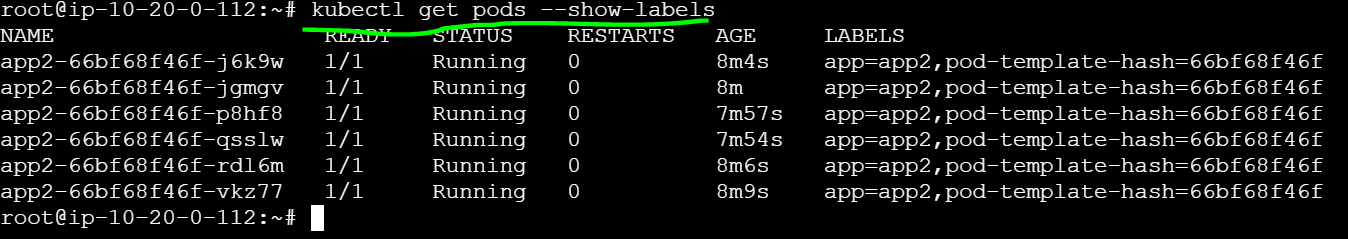 root@ip-10-20-0-112:~# kubectl get pods --show-labels
NAME READY STATUS RESTARTS AGE LABELS
app2-66bf68f46f-j6k9w 1/1 Running 0 8m4s app=app2,pod-template-hash=66bf68f46f
app2-66bf68f46f-jgmgv 1/1 Running 0 8m app=app2,pod-template-hash=66bf68f46f
app2-66bf68f46f-p8hf8 1/1 Running 0 7m57s app=app2,pod-template-hash=66bf68f46f
app2-66bf68f46f-qsslw 1/1 Running 0 7m54s app=app2,pod-template-hash=66bf68f46f
app2-66bf68f46f-rdl6m 1/1 Running 0 8m6s app=app2,pod-template-hash=66bf68f46f
app2-66bf68f46f-vkz77 1/1 Running 0 8m9s app=app2,pod-template-hash=66bf68f46f
root@ip-10-20-0-112:~#